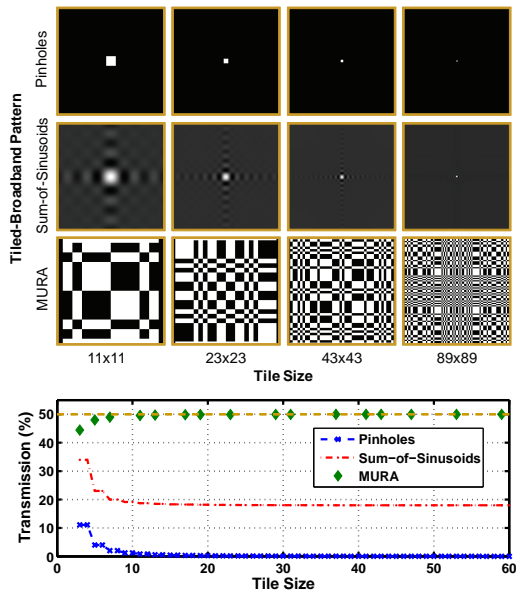 Tiled-Broadband Pattern
Pinholes
Sum-of-Sinusoids
MURA
11x11 23x23 43x43 89x89
Tile Size
Transmission (%)
50
40
30
20
10
0
Pinholes
Sum-of-Sinusoids
MURA
0 10 20 30 40 50 60
Tile Size